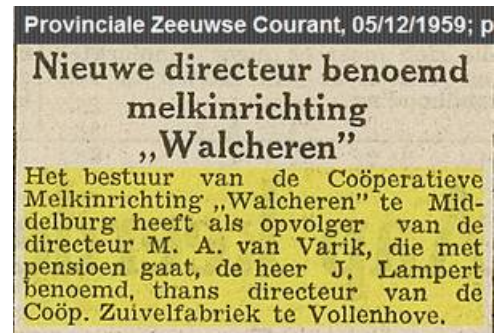 Provinciale Zeeuwse Courant, 05/12/1959; p
Nieuwe directeur benoemd
melkinrichting
„Walcheren”
Het bestuur van de Coöperatieve
Melkinrichting „Walcheren” te Mid-
delburg heeft als opvolger van de
directeur M. A. van Varik, die met
pensioen gaat, de heer J. Lampert
benoemd, thans directeur van de
Coöp. Zuivelfabriek te Vollenhove.